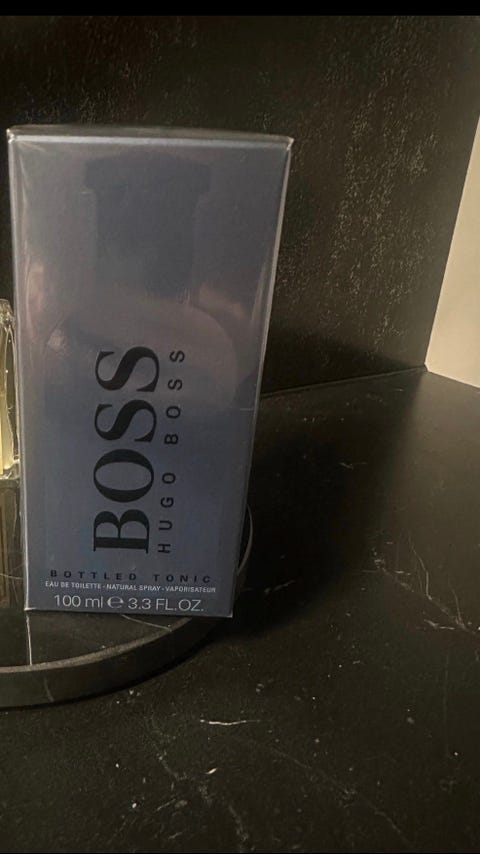 BOSS
HUGO BOSS
BOTTLED TONIC
EAU DE TOILETTE - NATURAL SPRAY - VAPORISATEUR
100 ml ℮ 3.3 FL.OZ.